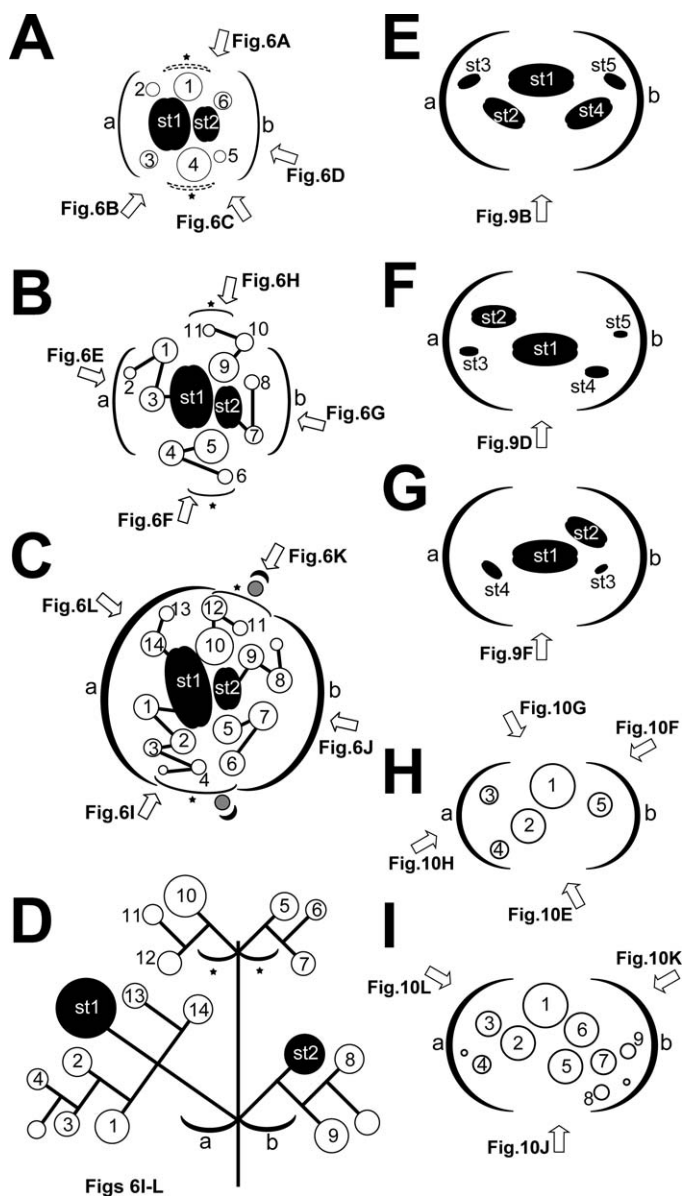 A
Fig.6A
★
2
1
6
st1
st2
a
b
3
4
5
Fig.6D
★
Fig.6B
Fig.6C
B
Fig.6H
★
11
10
1
Fig.6E
9
2
8
a
3
st1
st2
b
5
7
Fig.6G
4
6
★
Fig.6F
C
Fig.6K
★
Fig.6L
13
12
11
14
10
9
a
st1
st2
8
b
1
5
7
2
3
6
Fig.6J
4
Fig.6I
★
D
10
5
6
11
12
7
★
★
st1
13
14
st2
8
2
4
3
1
9
a
b
Figs 6I-L
E
st3
st1
st5
a
b
st2
st4
Fig.9B
F
st2
a
st5
b
st3
st1
st4
Fig.9D
G
st2
a
st1
b
st4
st3
Fig.9F
Fig.10G
Fig.10F
H
1
3
5
a
2
b
4
Fig.10H
Fig.10E
I
Fig.10K
Fig.10L
1
3
6
9
a
2
b
4
5
7
8
Fig.10J